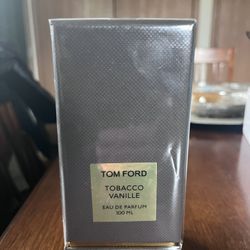 TOM FORD
TOBACCO
VANILLE
EAU DE PARFUM
100 ML